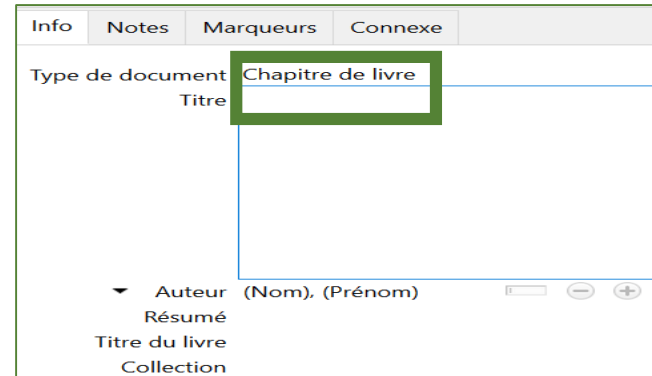 Info Notes Marqueurs Connexe
Type de document Chapitre de livre
Titre
Auteur (Nom), (Prénom)
Résumé
Titre du livre
Collection